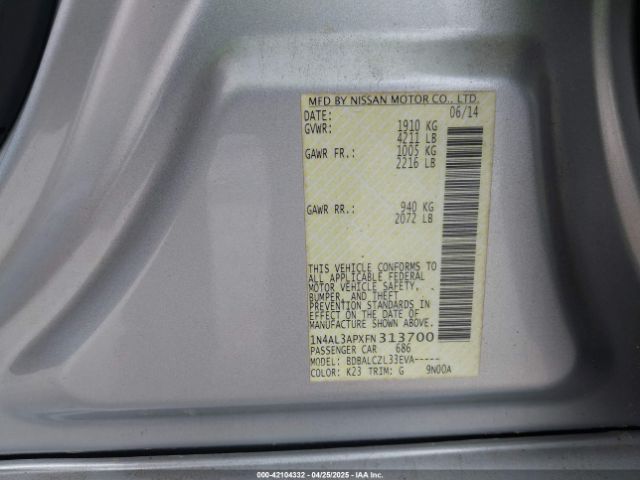 MFD BY NISSAN MOTOR CO., LTD.
DATE: 06/14
GVWR: 1910 KG
4211 LB
GAWR FR.: 1005 KG
2216 LB
GAWR RR.: 940 KG
2072 LB
THIS VEHICLE CONFORMS TO
ALL APPLICABLE FEDERAL
MOTOR VEHICLE SAFETY,
BUMPER, AND THEFT
PREVENTION STANDARDS IN
EFFECT ON THE DATE OF
MANUFACTURE SHOWN ABOVE.
1N4AL3APXFN313700
PASSENGER CAR 686
MODEL: BDBALCZL33EVA-----
COLOR: K23 TRIM: G 9N00A
000-42104332 - 04/25/2025 - © IAA Holdings, LLC